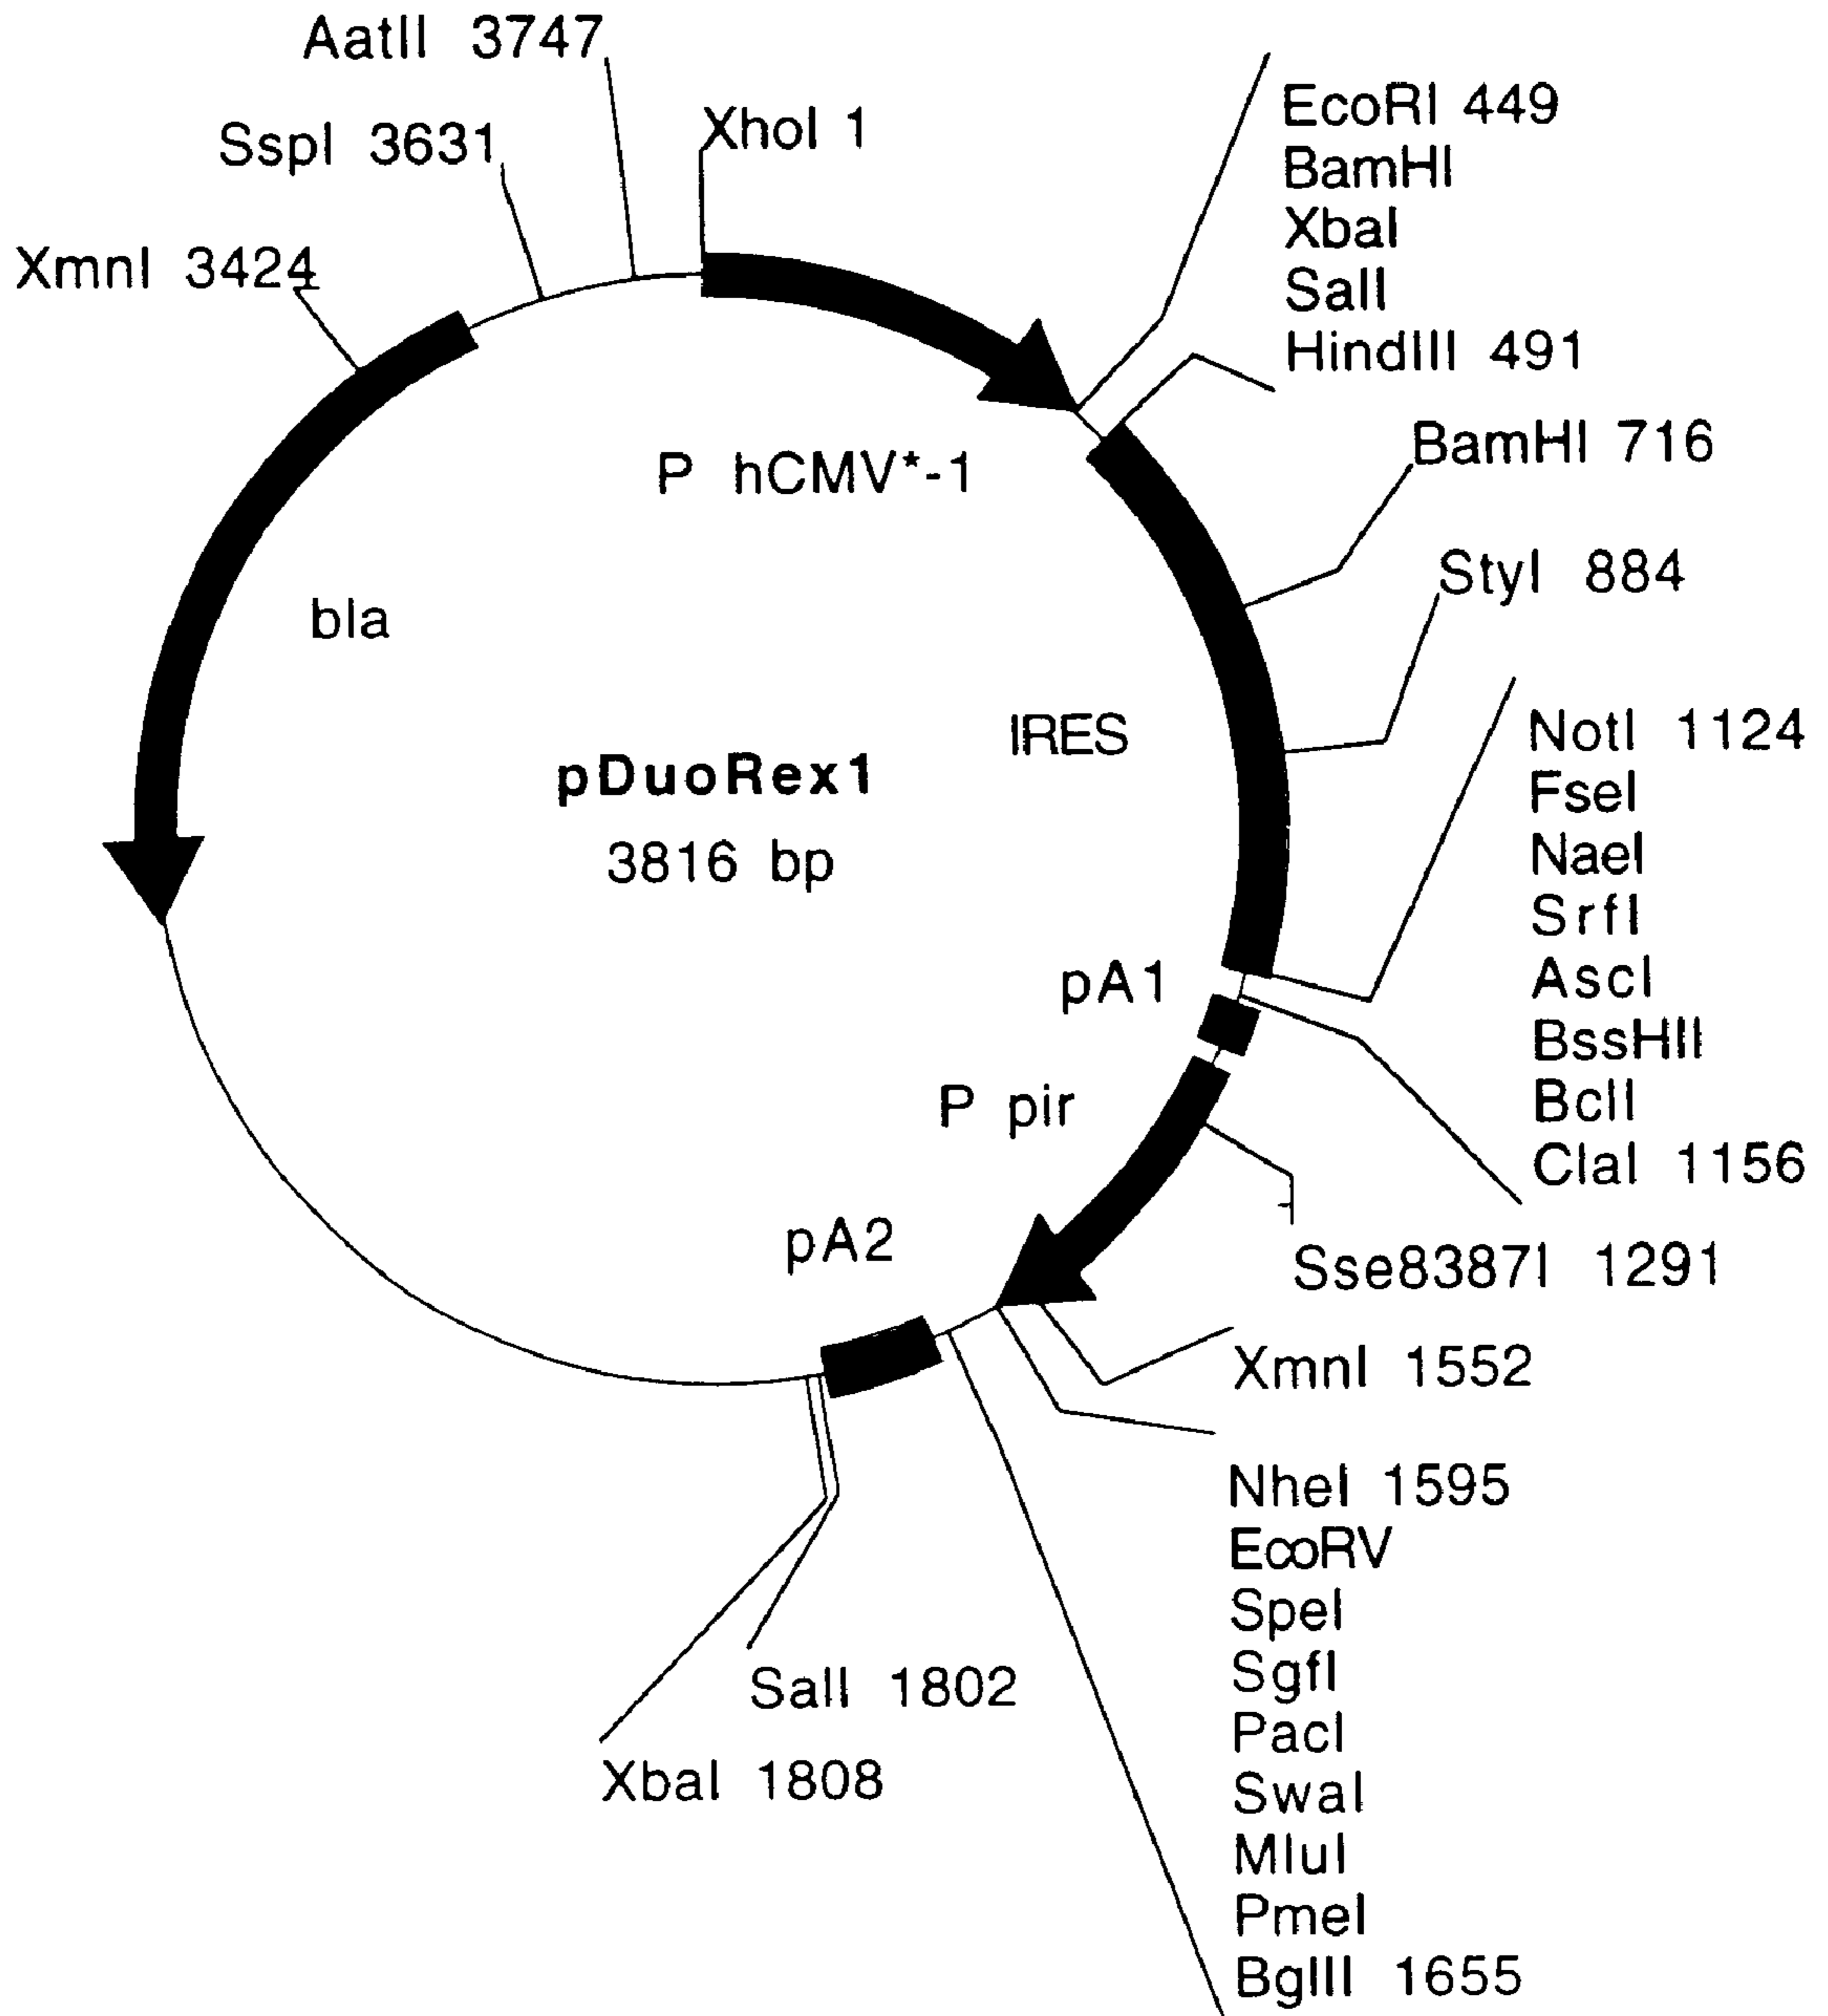 AatII 3747
XhoI 1
SspI 3631
XmnI 3424
EcoRI 449
BamHI
XbaI
SalI
HindIII 491
BamHI 716
StyI 884
NotI 1124
FseI
NaeI
SrfI
AscI
BssHII
BclI
ClaI 1156
Sse8387I 1291
XmnI 1552
NheI 1595
EcoRV
SpeI
SgfI
PacI
SwaI
MluI
PmeI
BglII 1655
SalI 1802
XbaI 1808
P hCMV*-1
bla
IRES
pDuoRex1
3816 bp
pA1
P pir
pA2